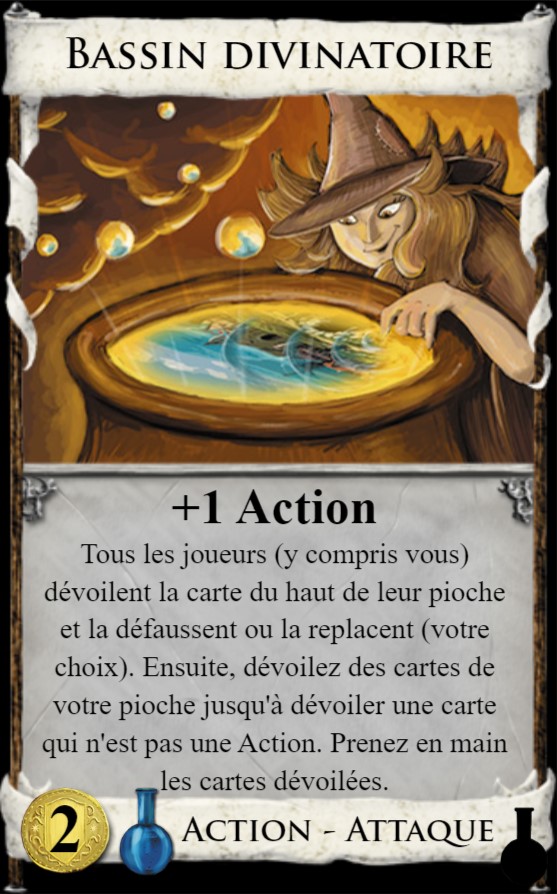 Bassin divinatoire
+1 Action
Tous les joueurs (y compris vous)
dévoilent la carte du haut de leur pioche
et la défaussent ou la replacent (votre
choix). Ensuite, dévoilez des cartes de
votre pioche jusqu'à dévoiler une carte
qui n'est pas une Action. Prenez en main
les cartes dévoilées.
2 Action - Attaque